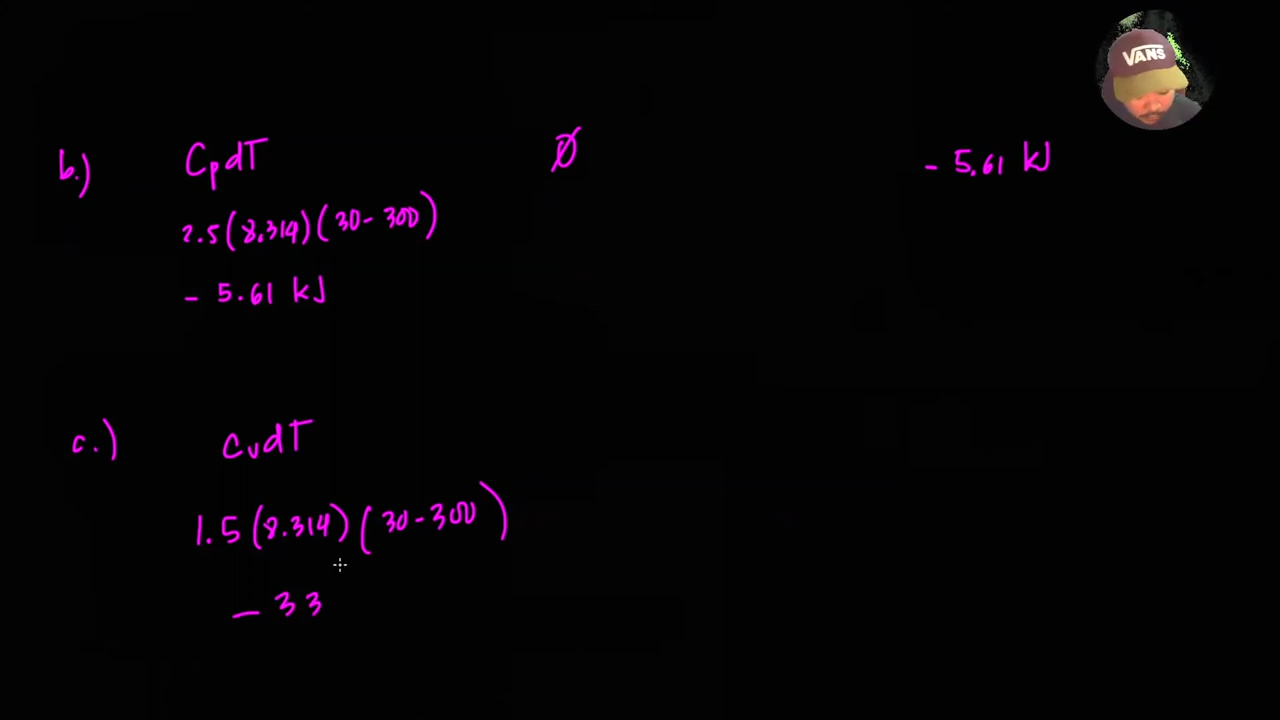 VANS
b.) CpdT ∅ - 5.61 kJ
2.5(8.314)(30-300)
- 5.61 kJ
c.) CvdT
1.5(8.314)(30-300)
- 33